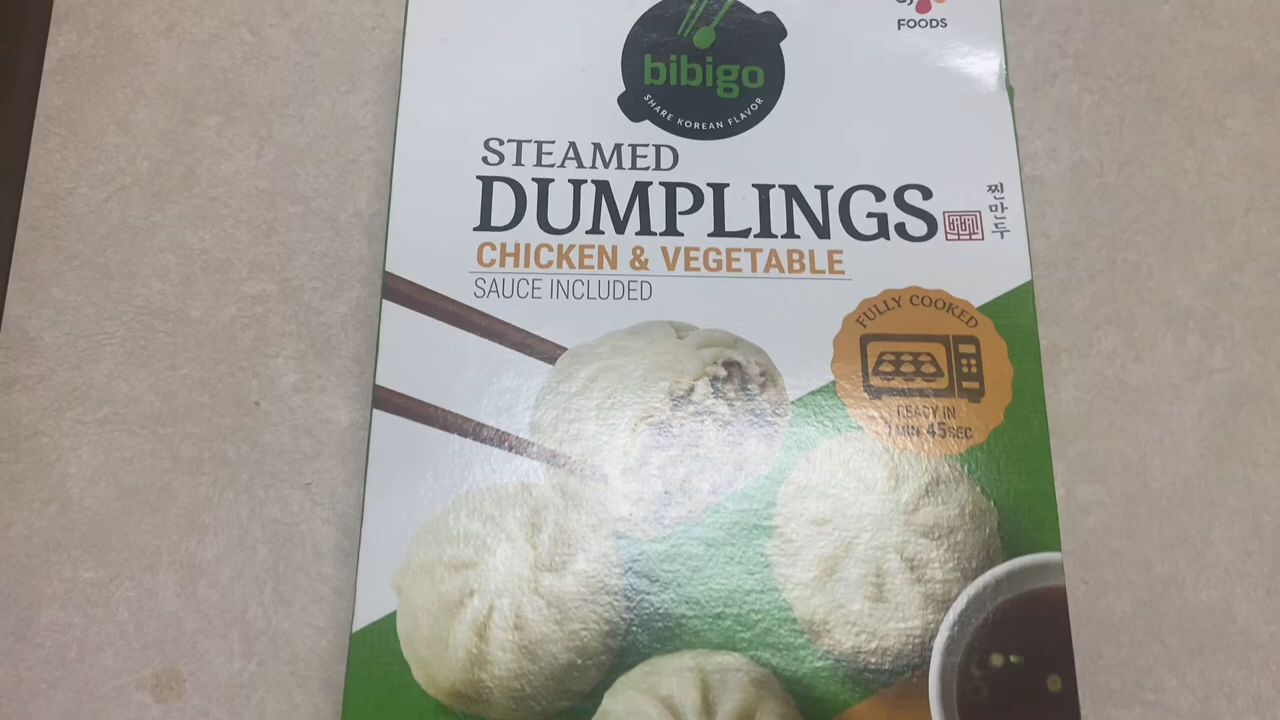 CJ
FOODS
bibigo
SHARE KOREAN FLAVOR
STEAMED
DUMPLINGS
찐만두
CHICKEN & VEGETABLE
SAUCE INCLUDED
FULLY COOKED
READY IN
1 MIN 45 SEC